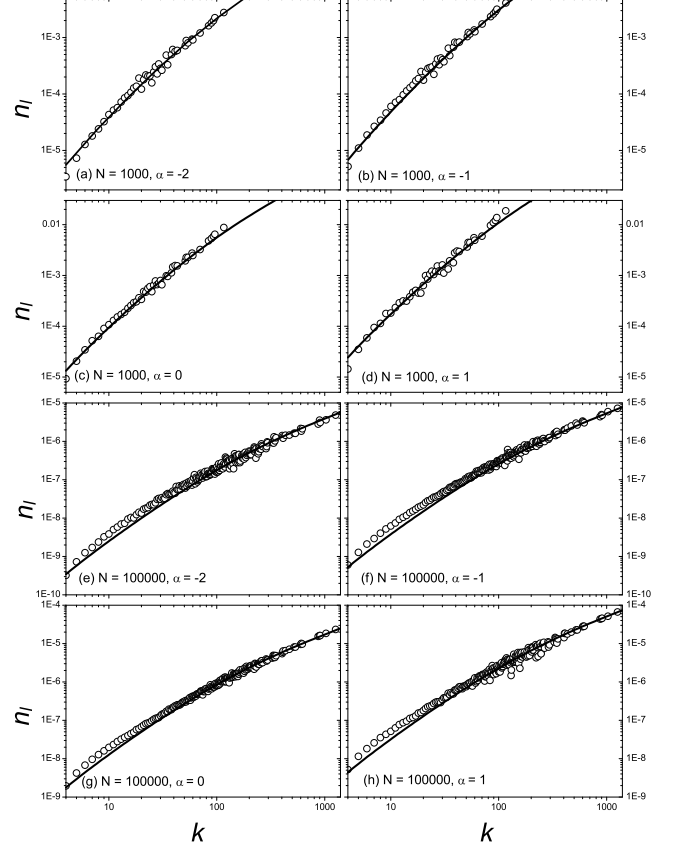 1E-3 1E-3
1E-4 1E-4
n_l
1E-5 1E-5
(a) N = 1000, α = -2 (b) N = 1000, α = -1
0.01 0.01
1E-3 1E-3
n_l
1E-4 1E-4
1E-5 1E-5
(c) N = 1000, α = 0 (d) N = 1000, α = 1
1E-5 1E-5
1E-6 1E-6
1E-7 1E-7
n_l
1E-8 1E-8
1E-9 1E-9
(e) N = 100000, α = -2 (f) N = 100000, α = -1
1E-10 1E-10
1E-4 1E-4
1E-5 1E-5
1E-6 1E-6
n_l
1E-7 1E-7
1E-8 1E-8
(g) N = 100000, α = 0 (h) N = 100000, α = 1
1E-9 1E-9
10 100 1000 10 100 1000
k k